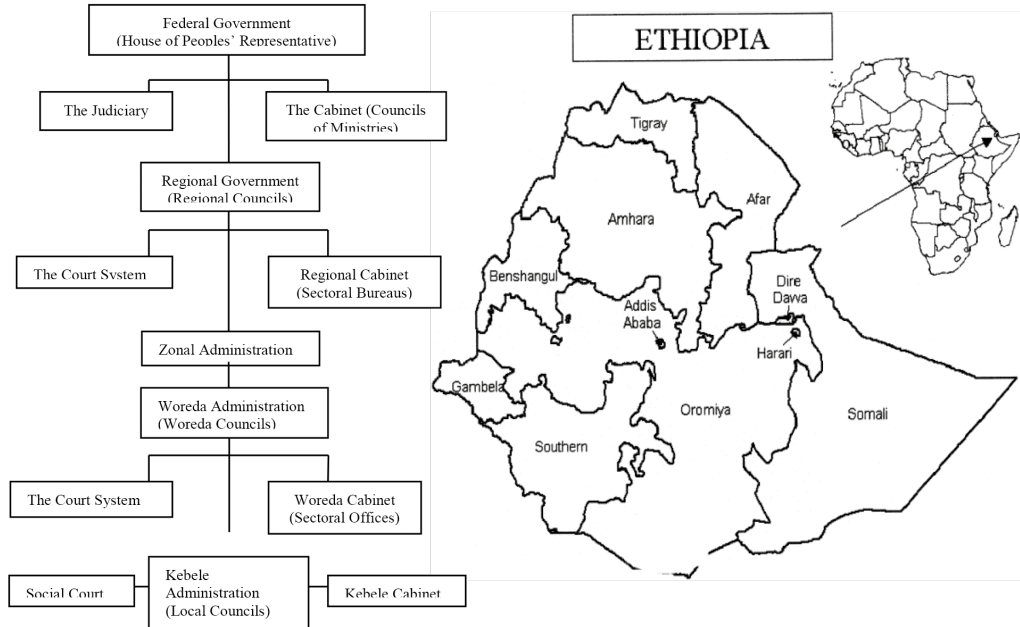 Federal Government
(House of Peoples' Representative)
The Judiciary
The Cabinet (Councils
of Ministries)
Regional Government
(Regional Councils)
The Court System
Regional Cabinet
(Sectoral Bureaus)
Zonal Administration
Woreda Administration
(Woreda Councils)
The Court System
Woreda Cabinet
(Sectoral Offices)
Social Court
Kebele
Administration
(Local Councils)
Kebele Cabinet
ETHIOPIA
Tigray
Afar
Amhara
Benshangul
Dire
Dawa
Addis
Ababa
Harari
Gambela
Oromiya
Somali
Southern